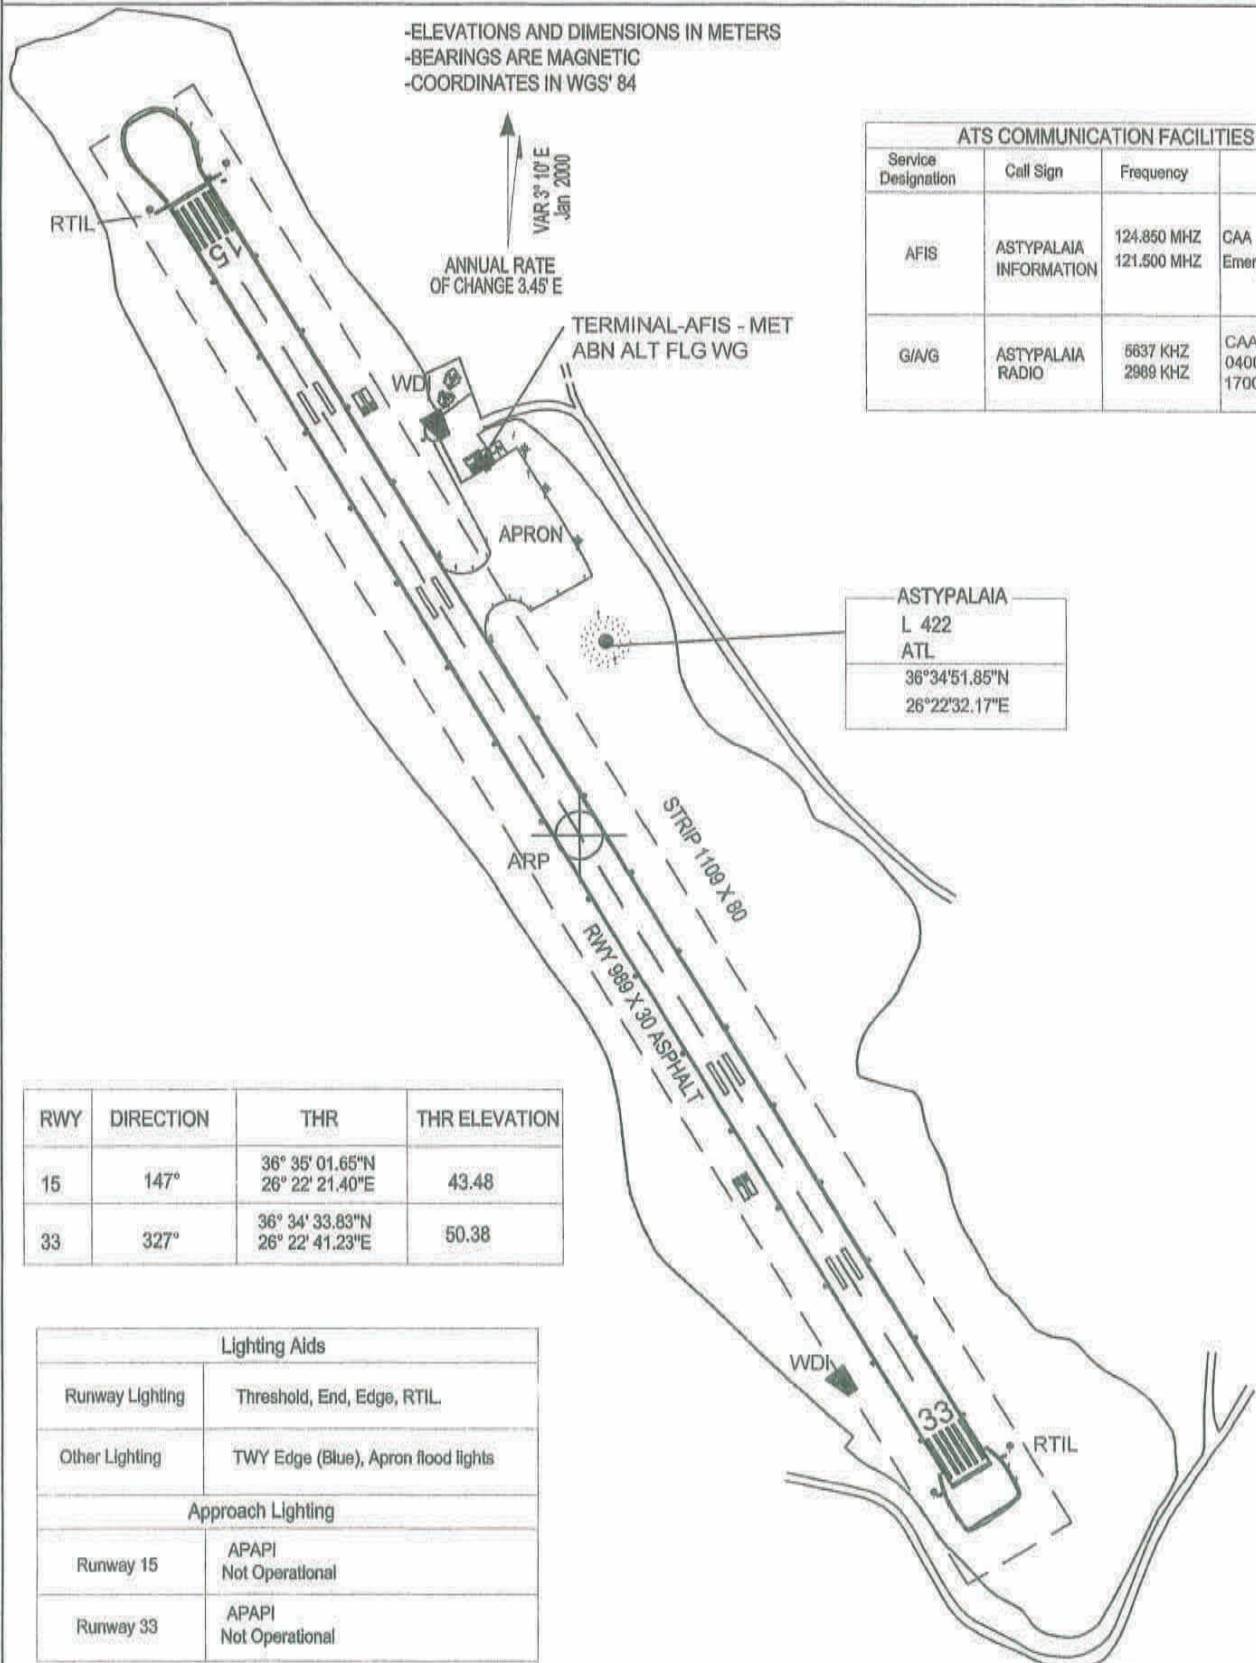 -ELEVATIONS AND DIMENSIONS IN METERS
-BEARINGS ARE MAGNETIC
-COORDINATES IN WGS' 84
VAR 3° 10' E
Jan 2000
ANNUAL RATE
OF CHANGE 3.45' E
ATS COMMUNICATION FACILITIES
Service Designation Call Sign Frequency
AFIS ASTYPALAIA INFORMATION 124.850 MHZ CAA
121.500 MHZ Emer
G/A/G ASTYPALAIA RADIO 5637 KHZ CAA
2989 KHZ 040
170
RTIL
15
TERMINAL-AFIS - MET
ABN ALT FLG WG
WDI
APRON
ASTYPALAIA
L 422
ATL
36°34'51.85"N
26°22'32.17"E
ARP
STRIP 1109 X 80
RWY 989 X 30 ASPHALT
RWY DIRECTION THR THR ELEVATION
15 147° 36° 35' 01.65"N 43.48
26° 22' 21.40"E
33 327° 36° 34' 33.83"N 50.38
26° 22' 41.23"E
WDI
33
RTIL
Lighting Aids
Runway Lighting Threshold, End, Edge, RTIL.
Other Lighting TWY Edge (Blue), Apron flood lights
Approach Lighting
Runway 15 APAPI
Not Operational
Runway 33 APAPI
Not Operational